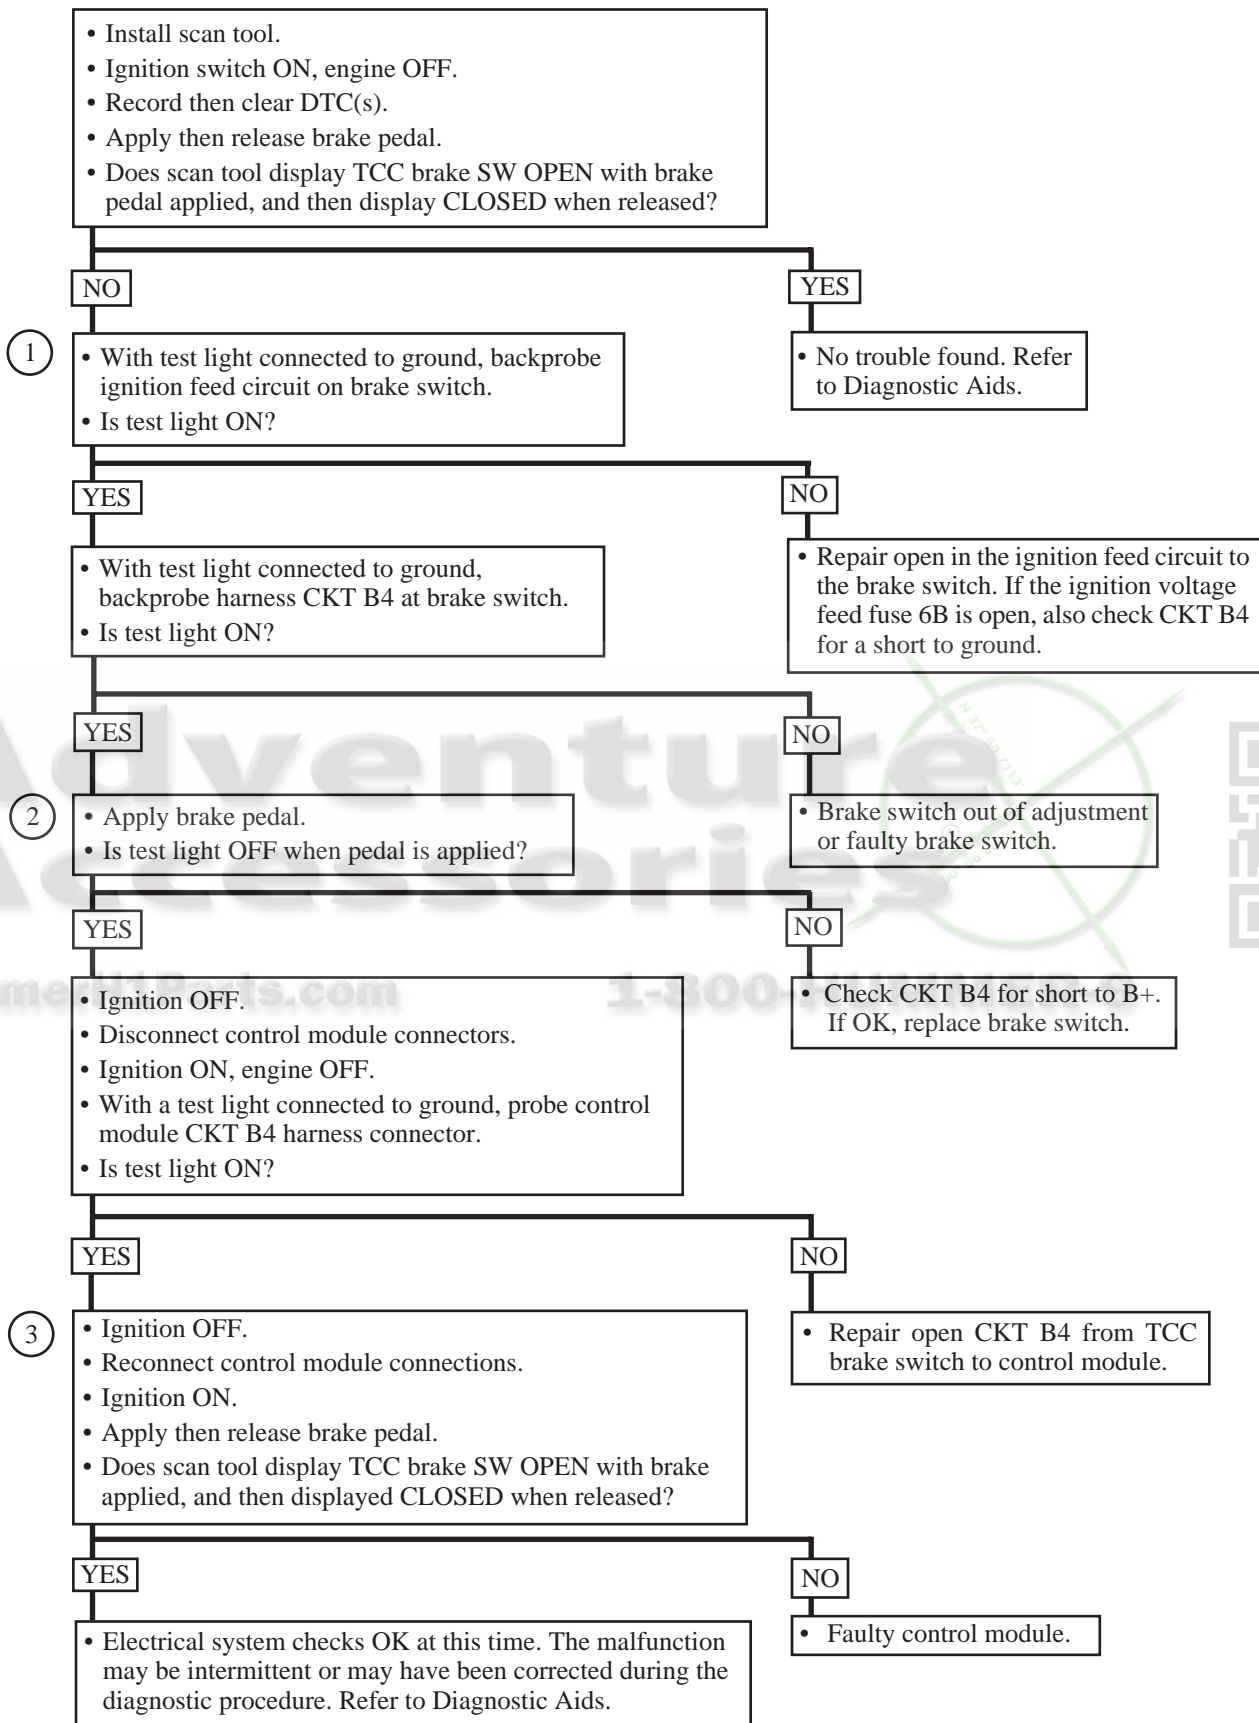 • Install scan tool.
• Ignition switch ON, engine OFF.
• Record then clear DTC(s).
• Apply then release brake pedal.
• Does scan tool display TCC brake SW OPEN with brake
pedal applied, and then display CLOSED when released?
NO
YES
1
• With test light connected to ground, backprobe
ignition feed circuit on brake switch.
• Is test light ON?
• No trouble found. Refer
to Diagnostic Aids.
YES
NO
• With test light connected to ground,
backprobe harness CKT B4 at brake switch.
• Is test light ON?
• Repair open in the ignition feed circuit to
the brake switch. If the ignition voltage
feed fuse 6B is open, also check CKT B4
for a short to ground.
YES
NO
Adventure
2
• Apply brake pedal.
• Is test light OFF when pedal is applied?
• Brake switch out of adjustment
or faulty brake switch.
Accessories
YES
NO
merH1Parts.com
1-800-HUMMER-8
• Ignition OFF.
• Disconnect control module connectors.
• Ignition ON, engine OFF.
• With a test light connected to ground, probe control
module CKT B4 harness connector.
• Is test light ON?
• Check CKT B4 for short to B+.
If OK, replace brake switch.
YES
NO
3
• Ignition OFF.
• Reconnect control module connections.
• Ignition ON.
• Apply then release brake pedal.
• Does scan tool display TCC brake SW OPEN with brake
applied, and then displayed CLOSED when released?
• Repair open CKT B4 from TCC
brake switch to control module.
YES
NO
• Electrical system checks OK at this time. The malfunction
may be intermittent or may have been corrected during the
diagnostic procedure. Refer to Diagnostic Aids.
• Faulty control module.